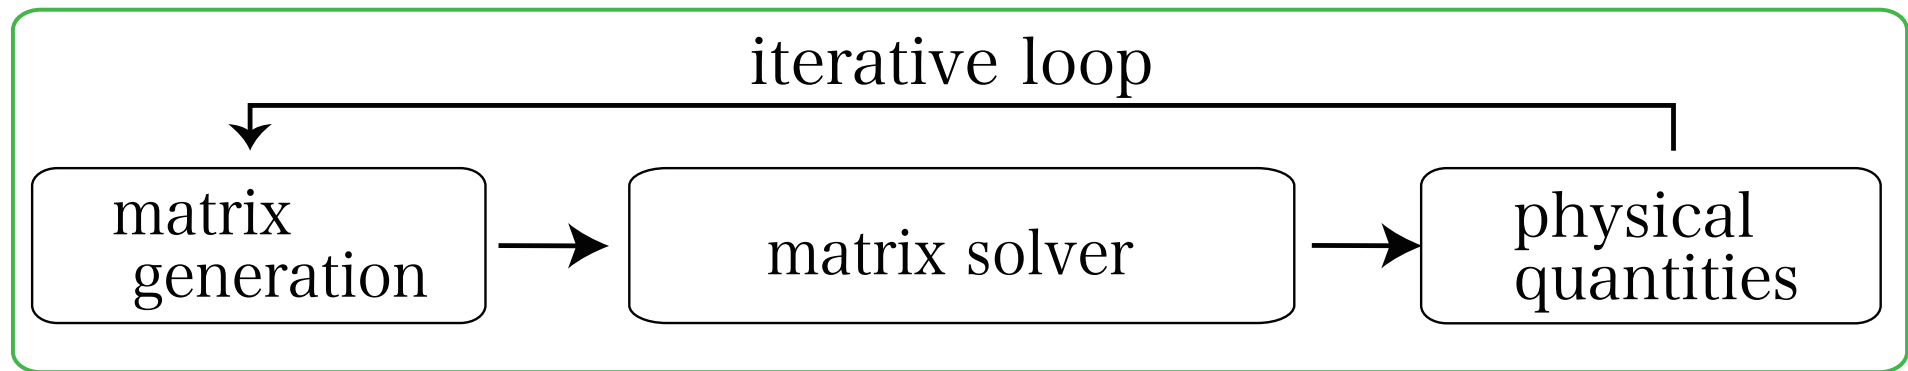 iterative loop
matrix
generation
matrix solver
physical
quantities